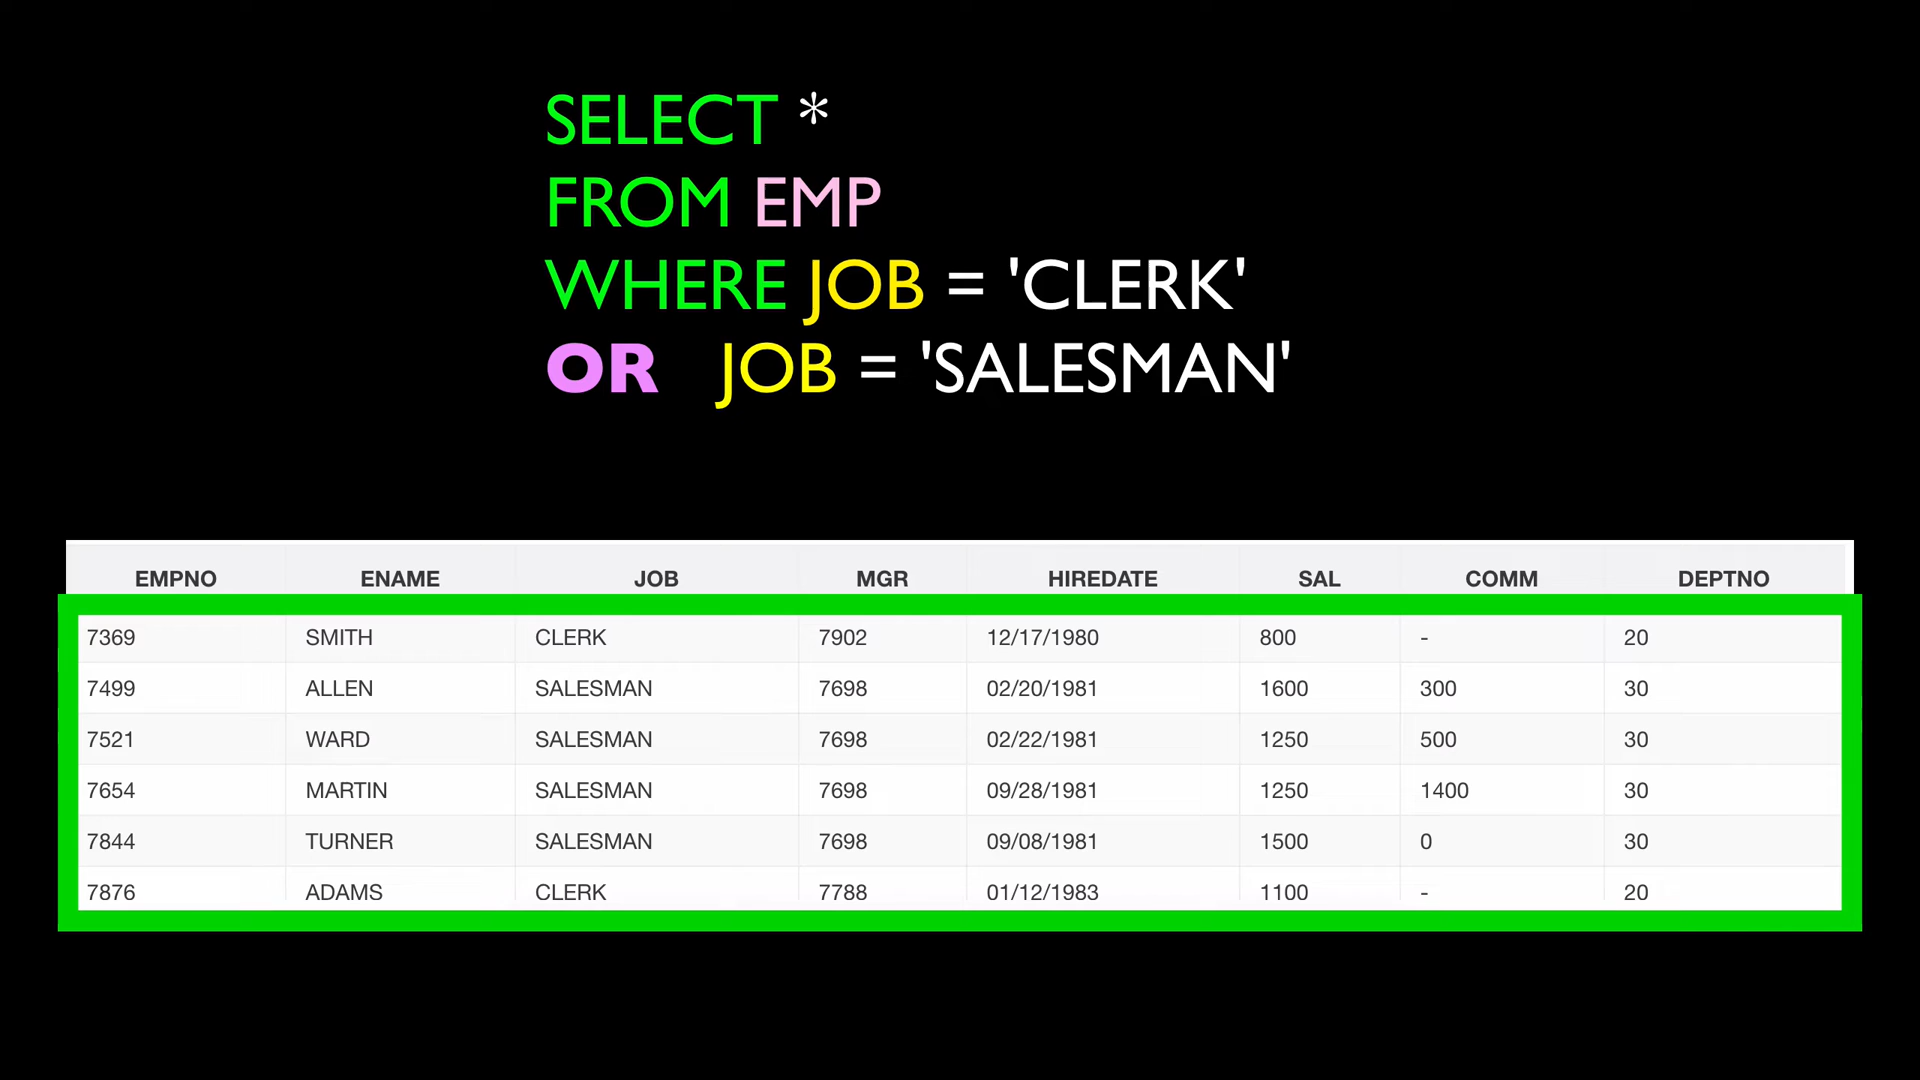 SELECT *
FROM EMP
WHERE JOB = 'CLERK'
OR JOB = 'SALESMAN'
EMPNO ENAME JOB MGR HIREDATE SAL COMM DEPTNO
7369 SMITH CLERK 7902 12/17/1980 800 - 20
7499 ALLEN SALESMAN 7698 02/20/1981 1600 300 30
7521 WARD SALESMAN 7698 02/22/1981 1250 500 30
7654 MARTIN SALESMAN 7698 09/28/1981 1250 1400 30
7844 TURNER SALESMAN 7698 09/08/1981 1500 0 30
7876 ADAMS CLERK 7788 01/12/1983 1100 - 20